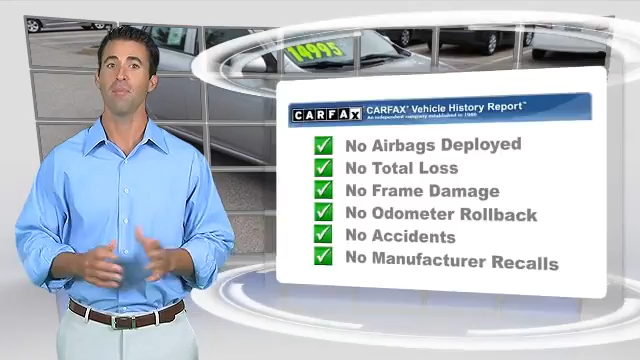 14995
CARFAX CARFAX Vehicle History Report™
An independent company established in 1986
No Airbags Deployed
No Total Loss
No Frame Damage
No Odometer Rollback
No Accidents
No Manufacturer Recalls